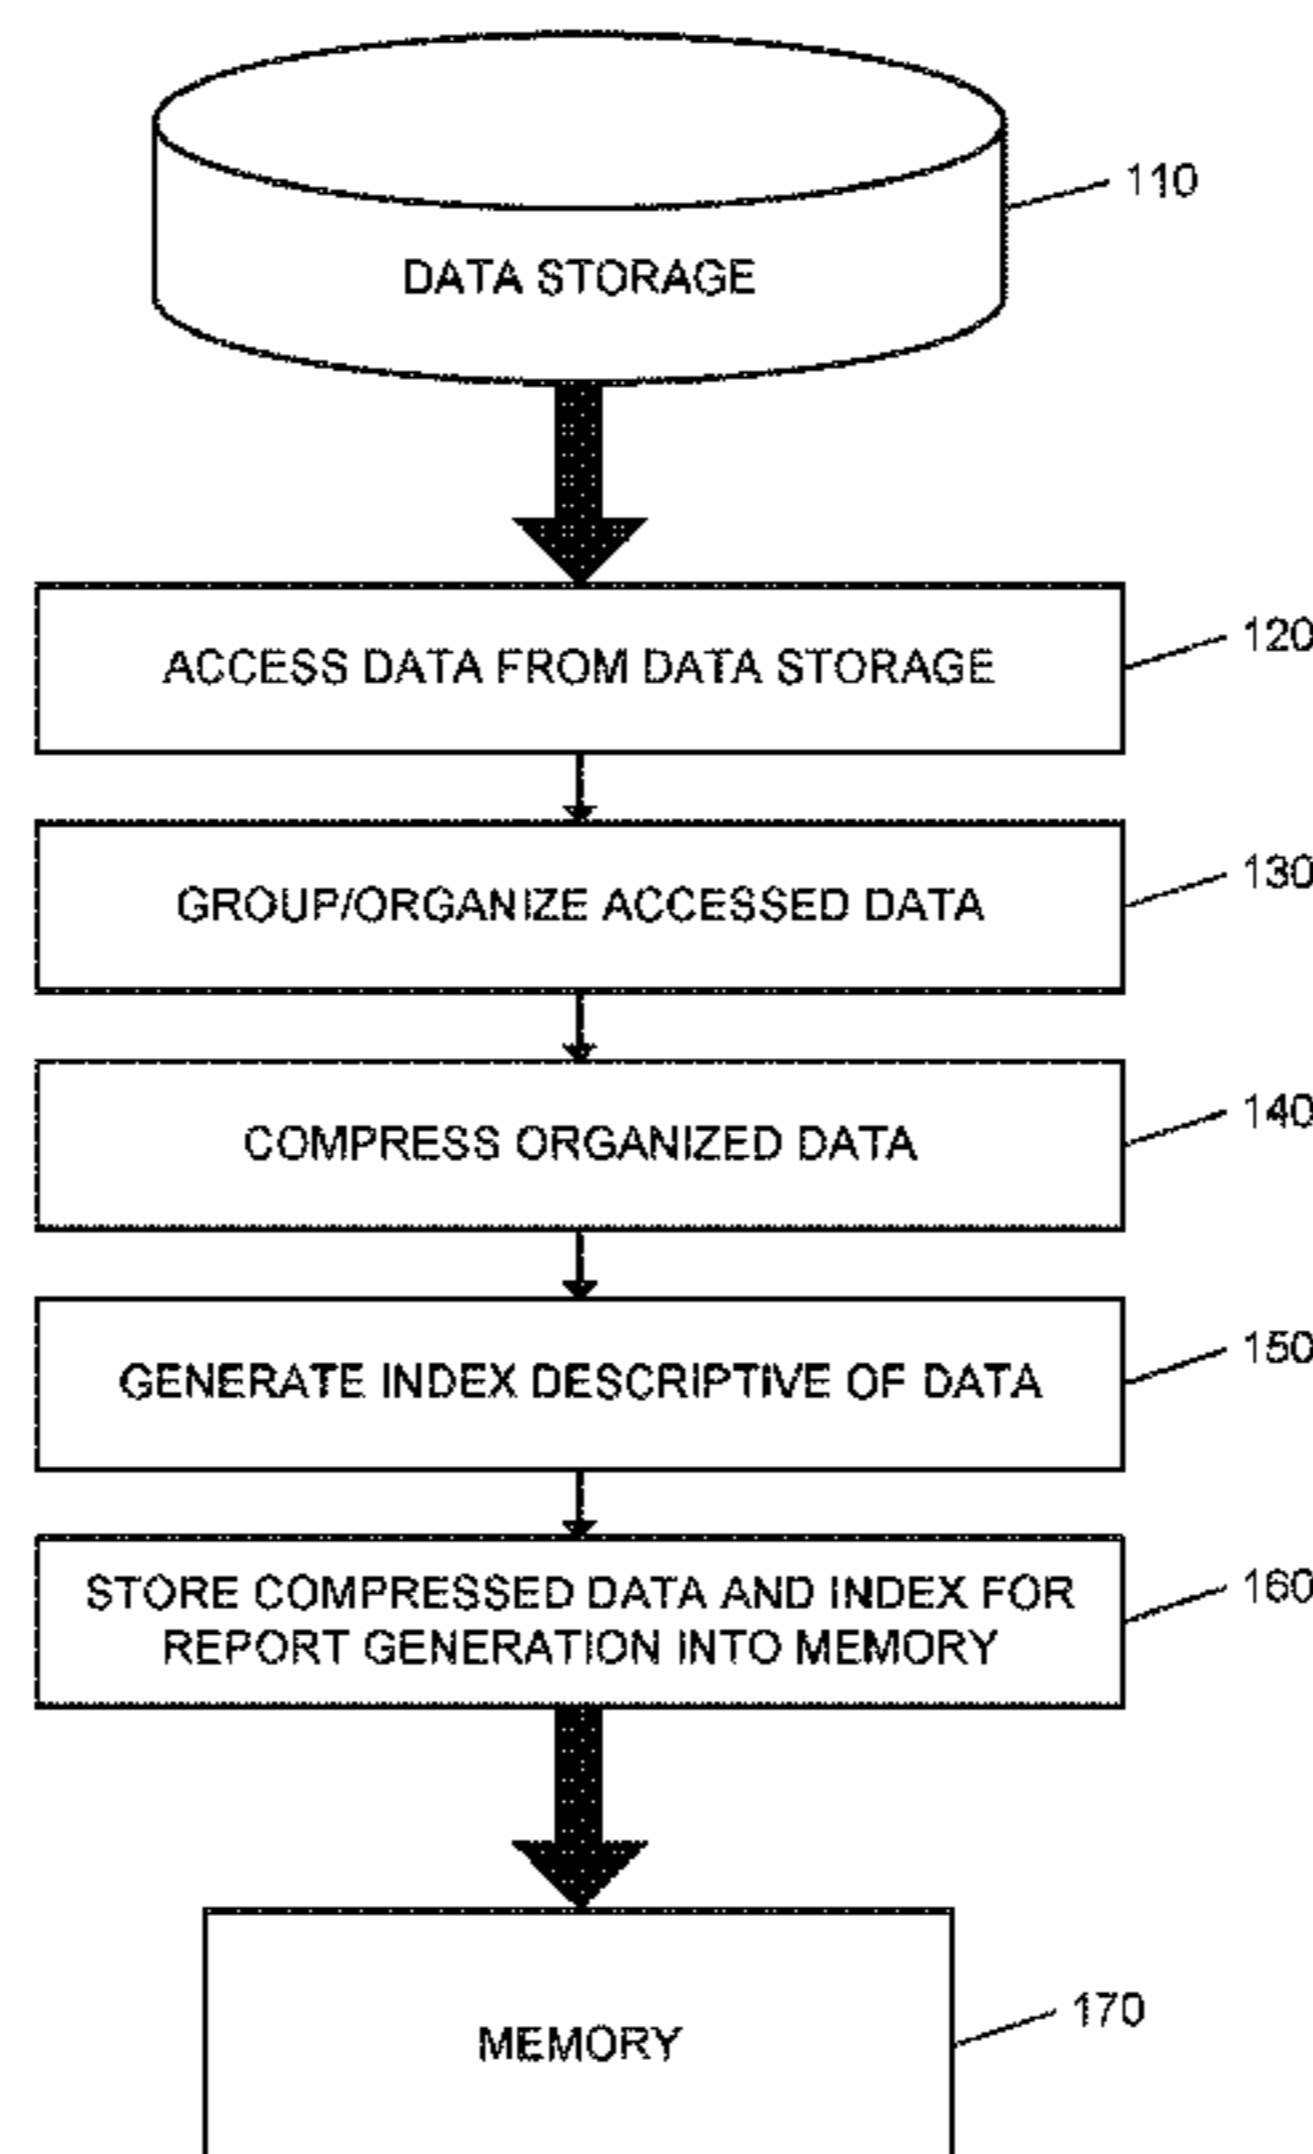 110
DATA STORAGE
120
ACCESS DATA FROM DATA STORAGE
130
GROUP/ORGANIZE ACCESSED DATA
140
COMPRESS ORGANIZED DATA
150
GENERATE INDEX DESCRIPTIVE OF DATA
160
STORE COMPRESSED DATA AND INDEX FOR
REPORT GENERATION INTO MEMORY
170
MEMORY